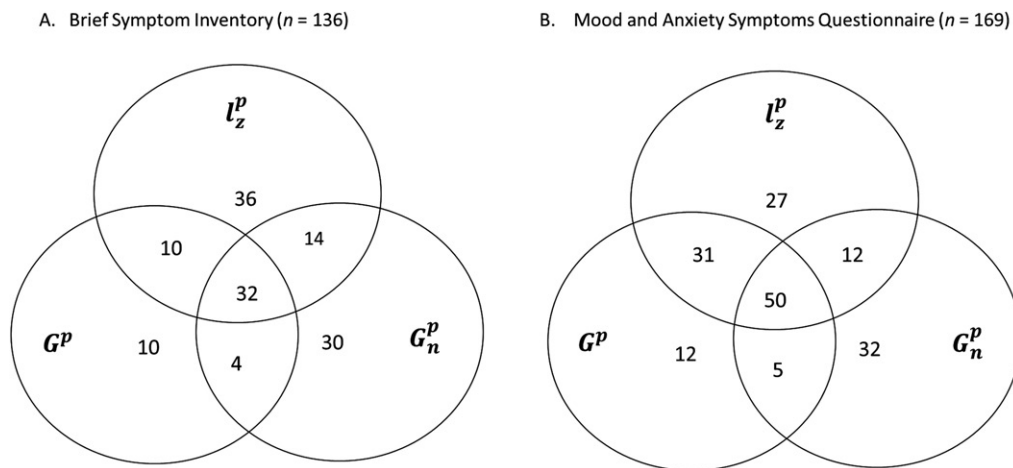 A. Brief Symptom Inventory (n = 136)
B. Mood and Anxiety Symptoms Questionnaire (n = 169)
l_z^p
36
10
14
32
G^p
10
4
30
G_n^p
l_z^p
27
31
12
50
G^p
12
5
32
G_n^p